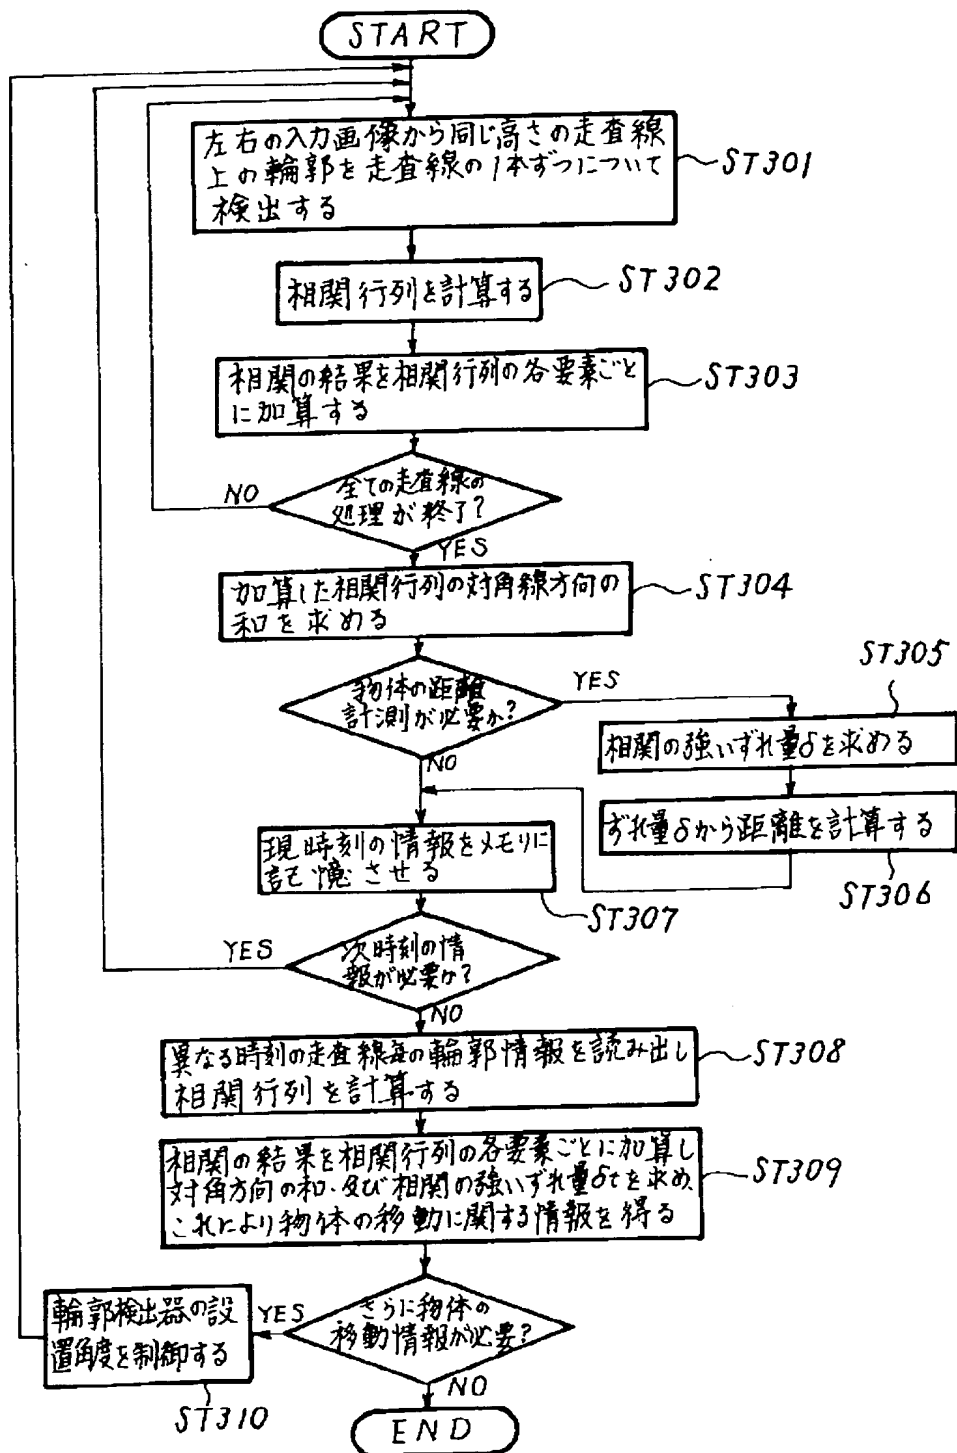 START
左右の入力画像から同じ高さの走査線
上の輪郭を走査線の1本ずつについて
検出する
ST301
相関行列を計算する
ST302
相関の結果を相関行列の各要素ごと
に加算する
ST303
全ての走査線の
処理が終了?
NO
YES
加算した相関行列の対角線方向の
和を求める
ST304
物体の距離
計測が必要か?
YES
NO
ST305
相関の強いずれ量δを求める
ずれ量δから距離を計算する
ST306
現時刻の情報をメモリに
記憶させる
ST307
次時刻の情
報が必要か?
YES
NO
異なる時刻の走査線毎の輪郭情報を読み出し
相関行列を計算する
ST308
相関の結果を相関行列の各要素ごとに加算し
対角方向の和・及び相関の強いずれ量δtを求め、
これにより物体の移動に関する情報を得る
ST309
さらに物体の
移動情報が必要?
YES
NO
輪郭検出器の設
置角度を制御する
ST310
END